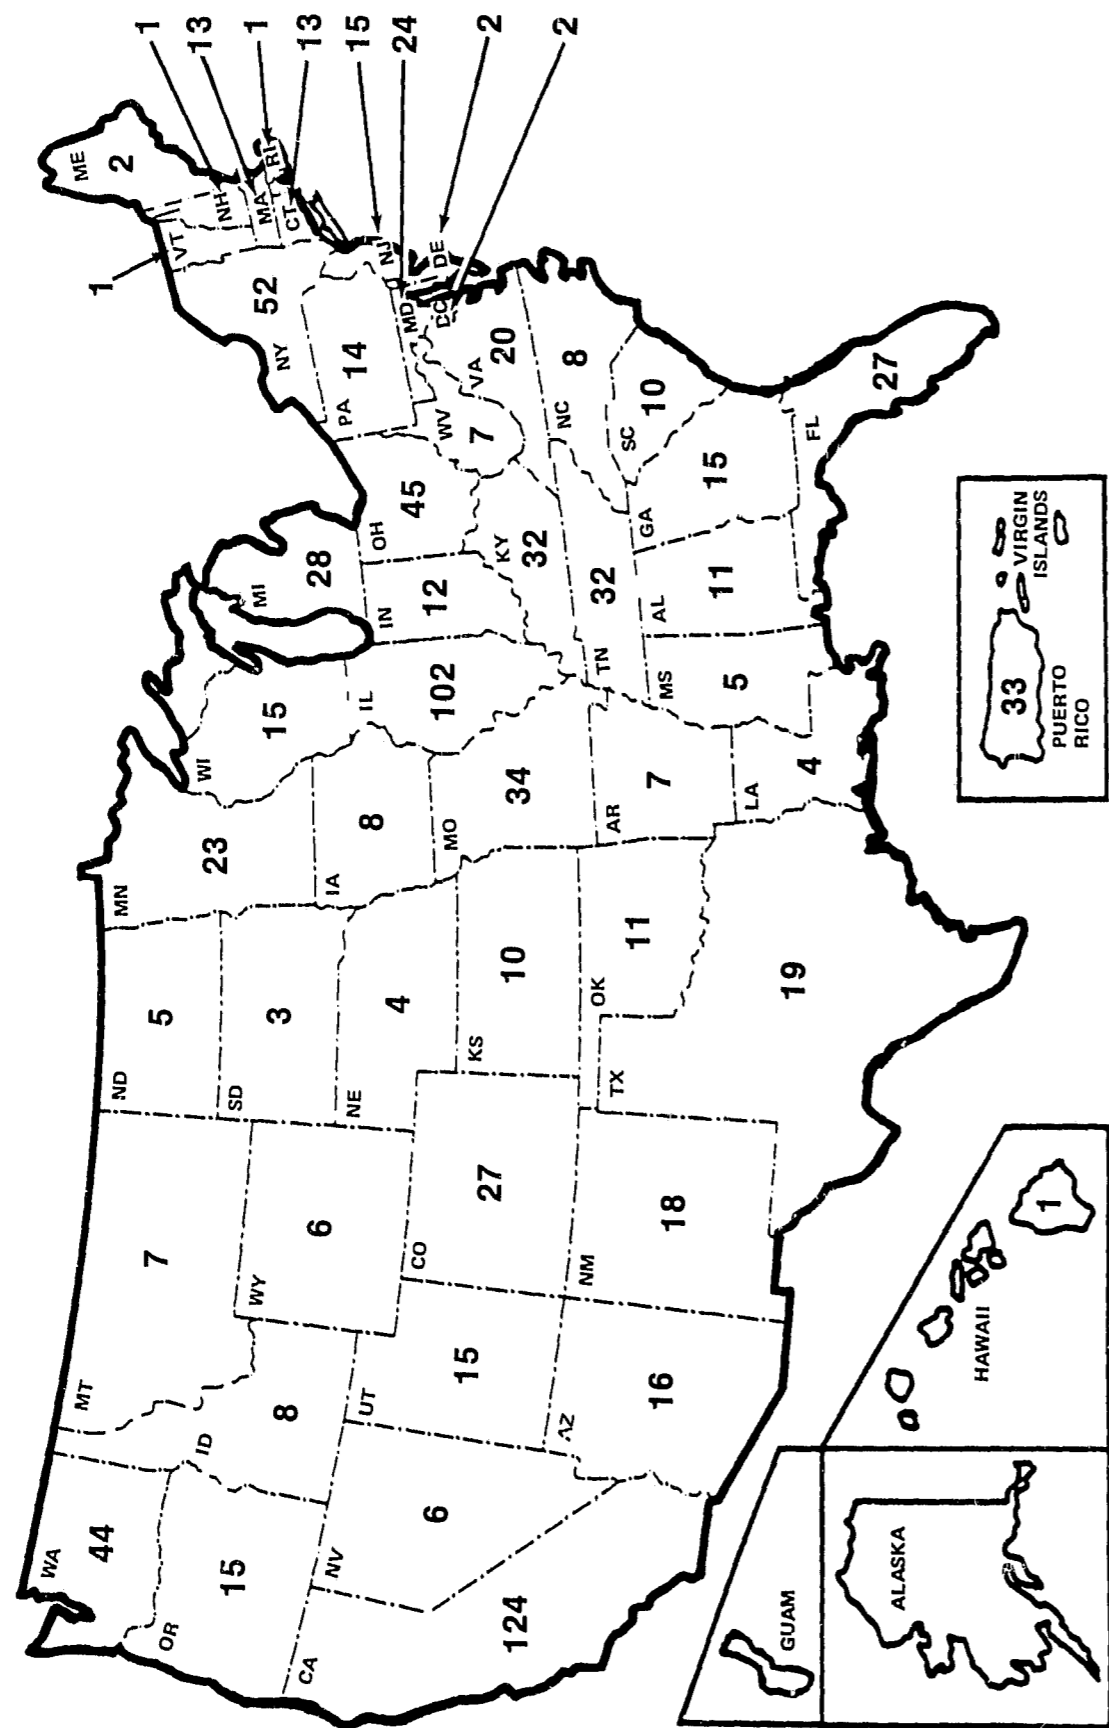 WA
44
MT
7
ND
5
MN
23
OR
15
ID
8
WY
6
SD
3
WI
15
MI
28
NV
6
UT
15
CO
27
NE
4
IA
8
IL
102
IN
12
OH
45
CA
124
AZ
16
NM
18
KS
10
MO
34
KY
32
WV
7
VA
20
PA
14
NY
52
VT
1
ME
2
NH
1
MA
13
RI
1
CT
13
NJ
15
MD
24
DE
2
DC
2
TX
19
OK
11
AR
7
TN
32
NC
8
SC
10
LA
4
MS
5
AL
11
GA
15
FL
27
GUAM
ALASKA
HAWAII
1
33
PUERTO
RICO
VIRGIN
ISLANDS